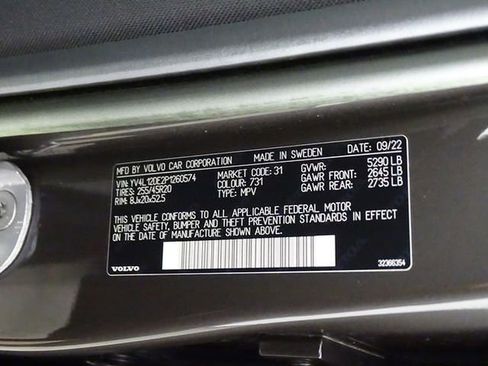 MFD. BY VOLVO CAR CORPORATION MADE IN SWEDEN DATE: 09/22
VIN: YV4L12DE2P1260574 MARKET CODE: 31 GVWR: 5290 LB
TIRES: 255/45R20 COLOUR: 731 GAWR FRONT: 2645 LB
RIM: 8Jx20x52.5 TYPE: MPV GAWR REAR: 2735 LB
THIS VEHICLE CONFORMS TO ALL APPLICABLE FEDERAL MOTOR
VEHICLE SAFETY, BUMPER AND THEFT PREVENTION STANDARDS IN EFFECT
ON THE DATE OF MANUFACTURE SHOWN ABOVE.
VOLVO 32366354